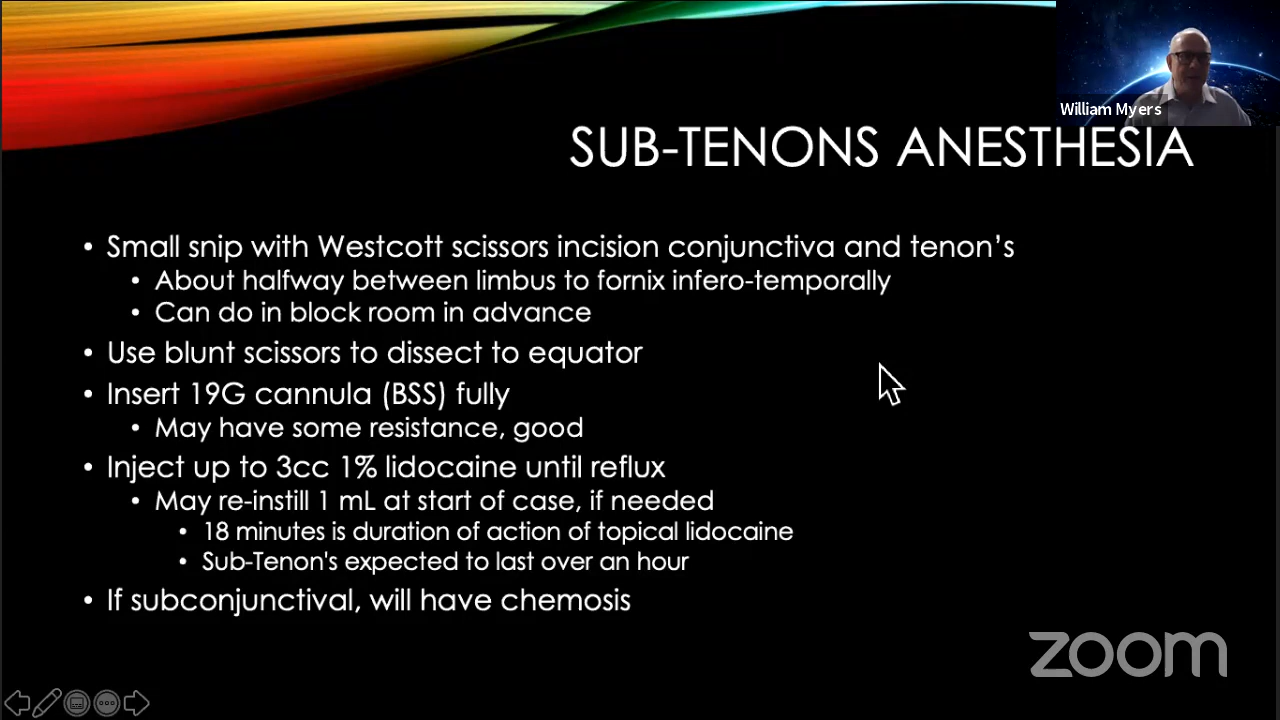 William Myers
SUB-TENONS ANESTHESIA
• Small snip with Westcott scissors incision conjunctiva and tenon’s
• About halfway between limbus to fornix infero-temporally
• Can do in block room in advance
• Use blunt scissors to dissect to equator
• Insert 19G cannula (BSS) fully
• May have some resistance, good
• Inject up to 3cc 1% lidocaine until reflux
• May re-instill 1 mL at start of case, if needed
• 18 minutes is duration of action of topical lidocaine
• Sub-Tenon's expected to last over an hour
• If subconjunctival, will have chemosis
zoom